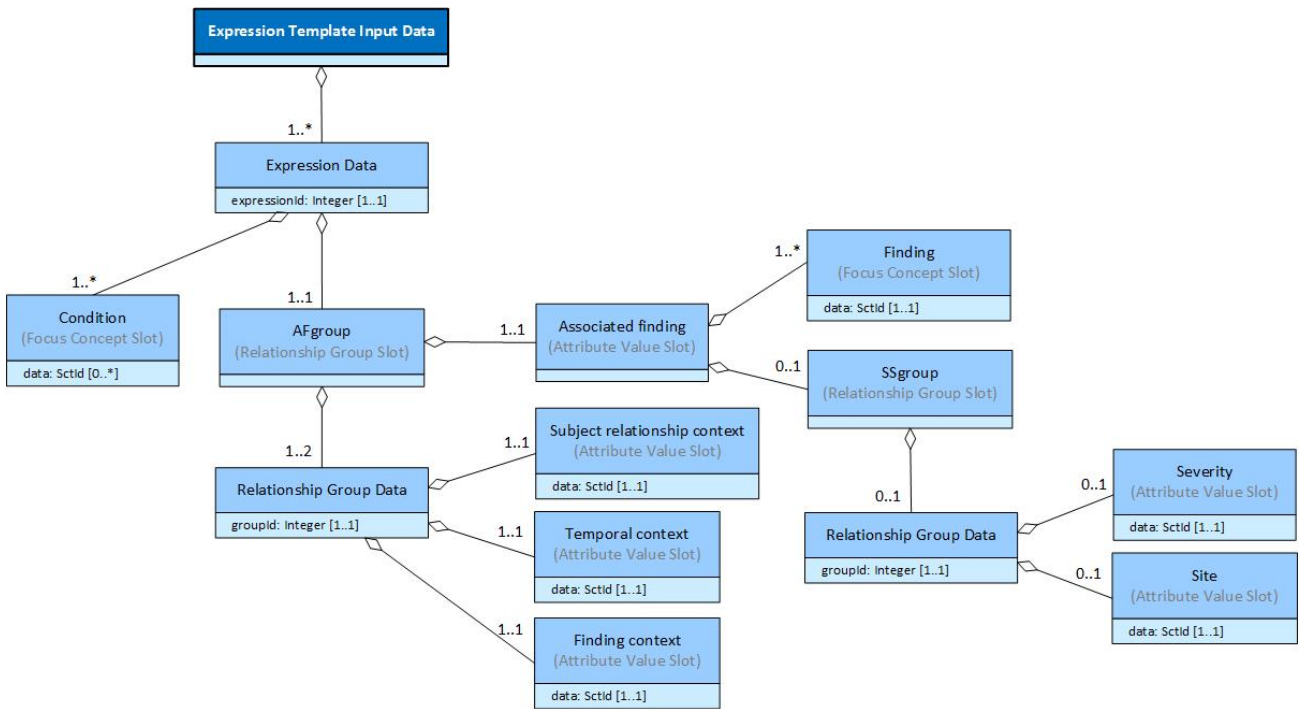 Expression Template Input Data
1..*
Expression Data
expressionId: Integer [1..1]
1..*
Condition
(Focus Concept Slot)
data: SctId [0..*]
1..1
AFgroup
(Relationship Group Slot)
1..1
Associated finding
(Attribute Value Slot)
1..*
Finding
(Focus Concept Slot)
data: SctId [1..1]
0..1
SSgroup
(Relationship Group Slot)
1..2
Relationship Group Data
groupId: Integer [1..1]
1..1
Subject relationship context
(Attribute Value Slot)
data: SctId [1..1]
1..1
Temporal context
(Attribute Value Slot)
data: SctId [1..1]
1..1
Finding context
(Attribute Value Slot)
data: SctId [1..1]
0..1
Relationship Group Data
groupId: Integer [1..1]
0..1
Severity
(Attribute Value Slot)
data: SctId [1..1]
0..1
Site
(Attribute Value Slot)
data: SctId [1..1]